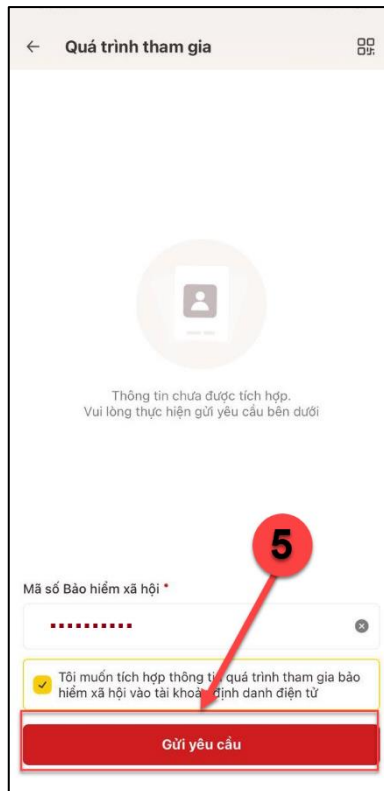 Quá trình tham gia
Thông tin chưa được tích hợp.
Vui lòng thực hiện gửi yêu cầu bên dưới
5
Mã số Bảo hiểm xã hội *
Tôi muốn tích hợp thông tin quá trình tham gia bảo
hiểm xã hội vào tài khoản định danh điện tử
Gửi yêu cầu